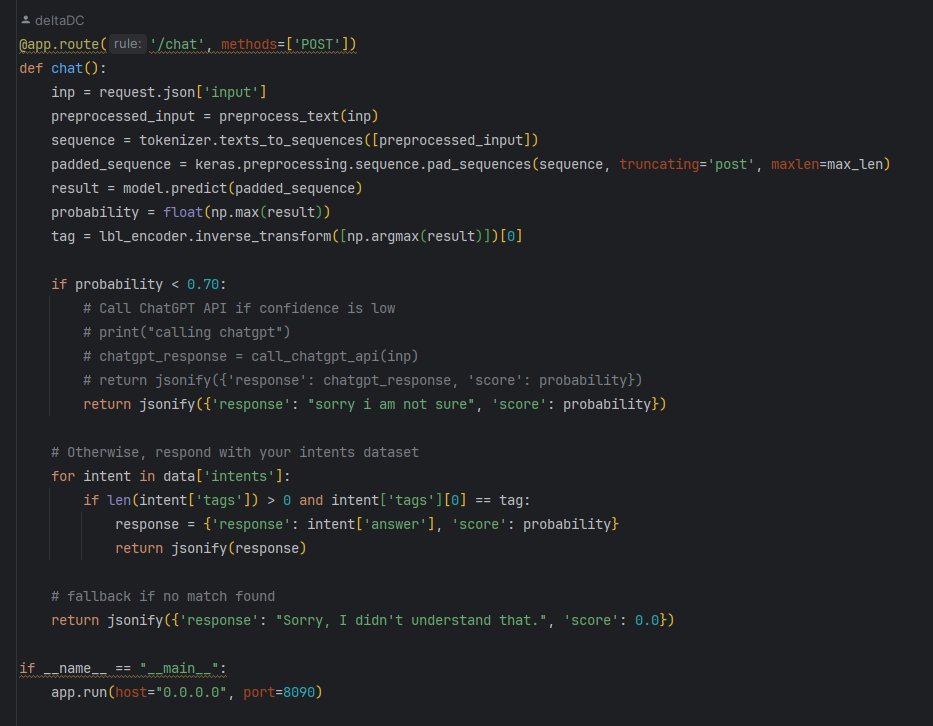 deltaDC
@app.route( rule: '/chat', methods=['POST'])
def chat():
    inp = request.json['input']
    preprocessed_input = preprocess_text(inp)
    sequence = tokenizer.texts_to_sequences([preprocessed_input])
    padded_sequence = keras.preprocessing.sequence.pad_sequences(sequence, truncating='post', maxlen=max_len)
    result = model.predict(padded_sequence)
    probability = float(np.max(result))
    tag = lbl_encoder.inverse_transform([np.argmax(result)])[0]

    if probability < 0.70:
        # Call ChatGPT API if confidence is low
        # print("calling chatgpt")
        # chatgpt_response = call_chatgpt_api(inp)
        # return jsonify({'response': chatgpt_response, 'score': probability})
        return jsonify({'response': "sorry i am not sure", 'score': probability})

    # Otherwise, respond with your intents dataset
    for intent in data['intents']:
        if len(intent['tags']) > 0 and intent['tags'][0] == tag:
            response = {'response': intent['answer'], 'score': probability}
            return jsonify(response)

    # fallback if no match found
    return jsonify({'response': "Sorry, I didn't understand that.", 'score': 0.0})

if __name__ == "__main__":
    app.run(host="0.0.0.0", port=8090)